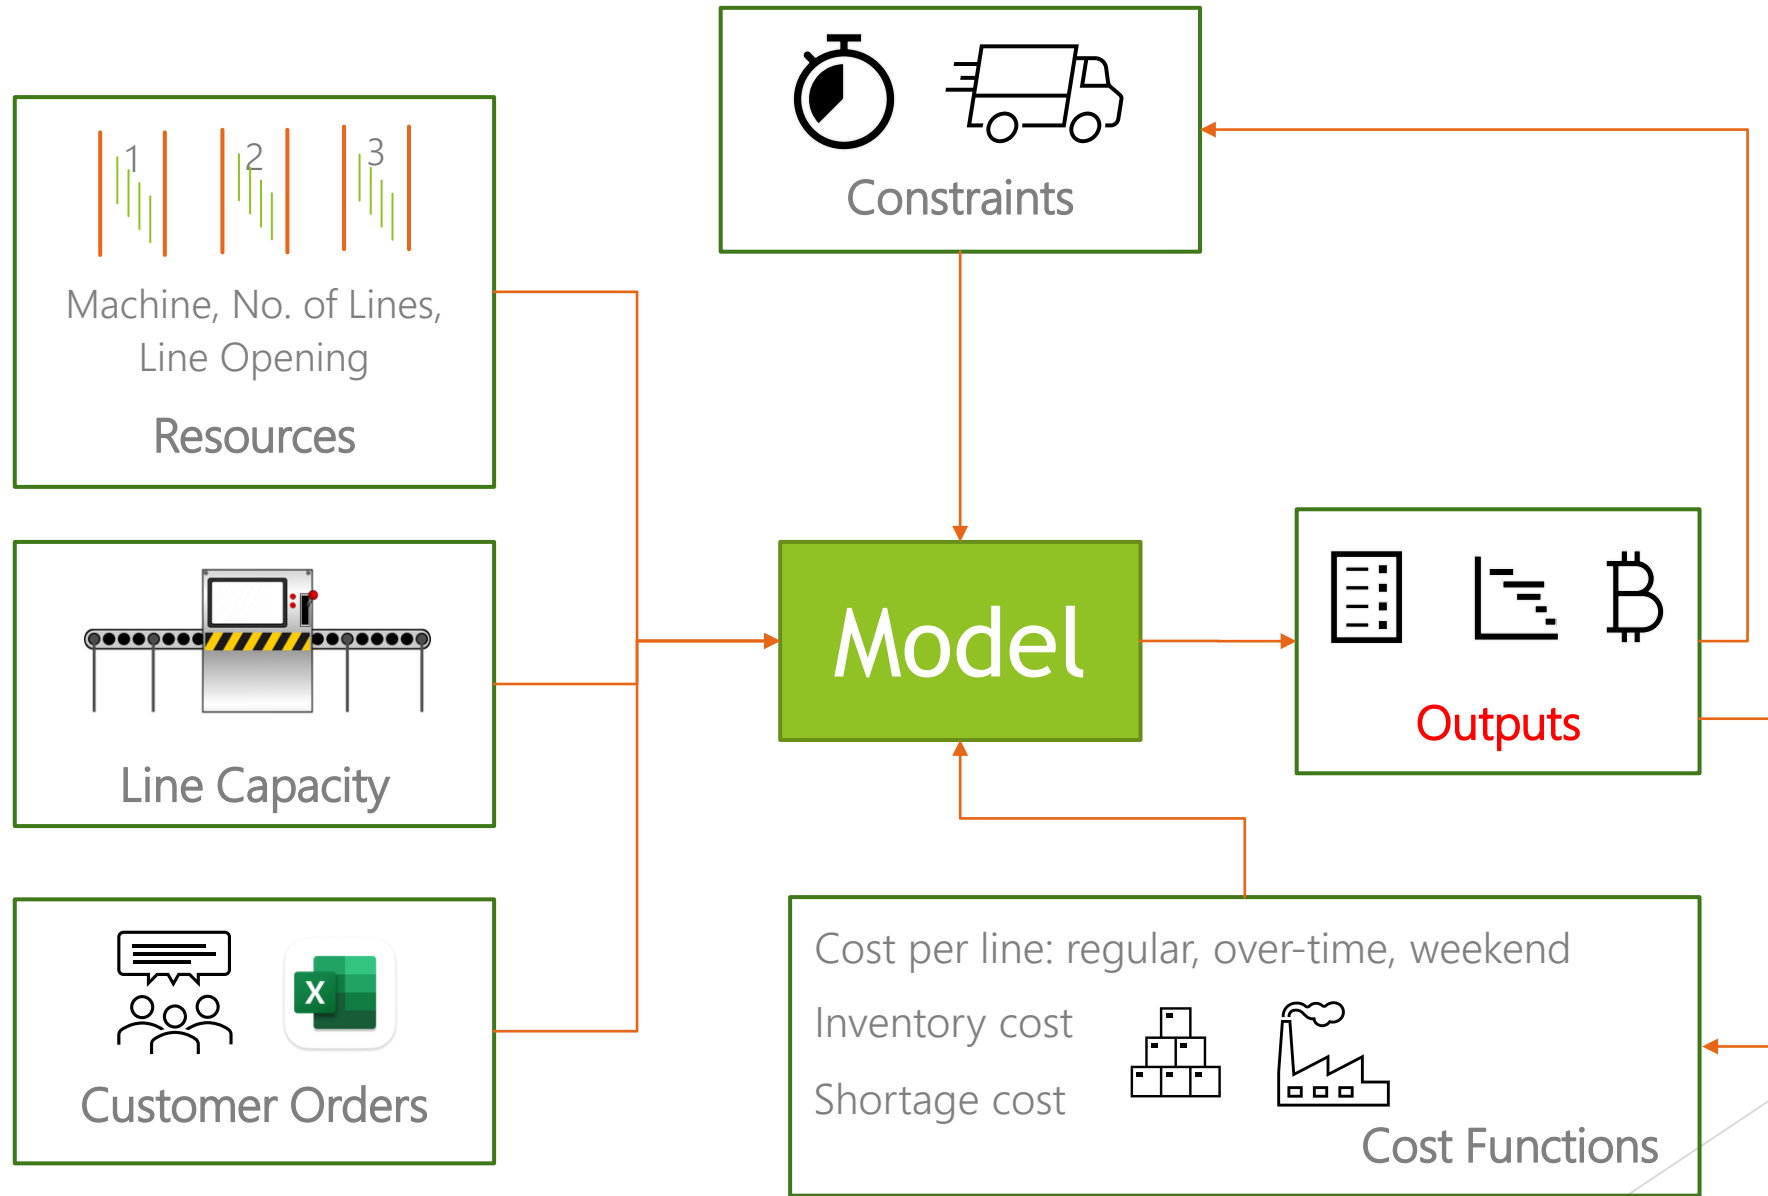 Constraints
1 2 3
Machine, No. of Lines,
Line Opening
Resources
Line Capacity
X
Customer Orders
Model
Outputs
Cost per line: regular, over-time, weekend
Inventory cost
Shortage cost
Cost Functions